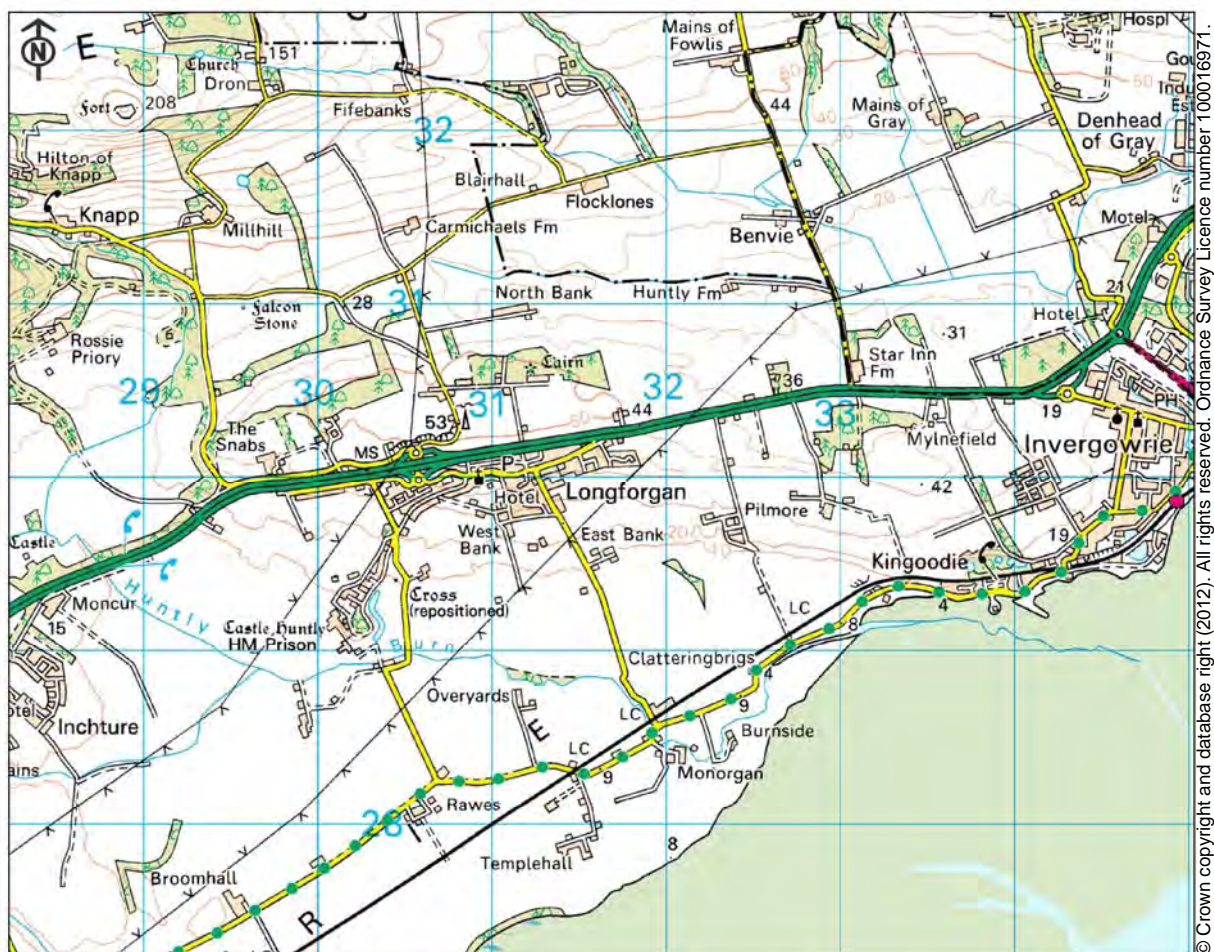 N
E
Mains of
Fowlis
Hospl
151
Church
Dron
Fifebanks
Fort
208
32
44
50
Mains of
Gray
Denhead
of Gray
Hilton of
Knapp
Knapp
Millhill
Blairhall
Flocklones
Carmichaels Fm
Benvie
20
Motel
31
28
Falcon
Stone
North Bank
Huntly Fm
21
Hotel
Rossie
Priory
Cairn
31
Star Inn
Fm
29
30
31
32
33
36
44
53
19
PH
The
Snabs
MS
P
Hotel
Longforgan
Mylnefield
Invergowrie
42
West
Bank
East Bank
20
Pilmore
19
Castle
Kingoodie
Moncur
Huntly
Burn
Cross
(repositioned)
LC
8
4
15
Castle Huntly
HM Prison
Clatteringbrigs
4
Overyards
LC
9
Inchture
E
Burnside
LC
Monorgan
9
Rawes
28
I
8
Templehall
Broomhall
R
© Crown copyright and database right (2012). All rights reserved. Ordnance Survey Licence number 100016971.